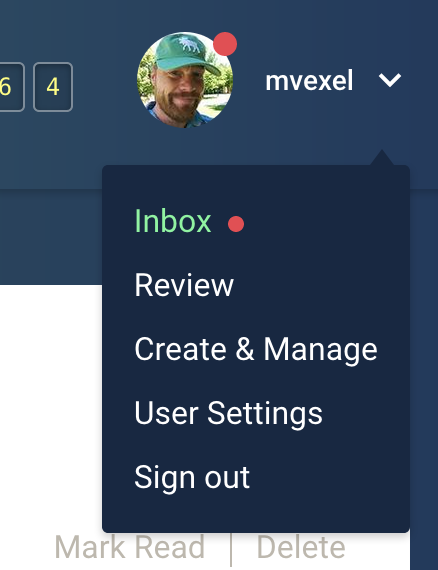 6 4
mvexel
Inbox
Review
Create & Manage
User Settings
Sign out
Mark Read | Delete